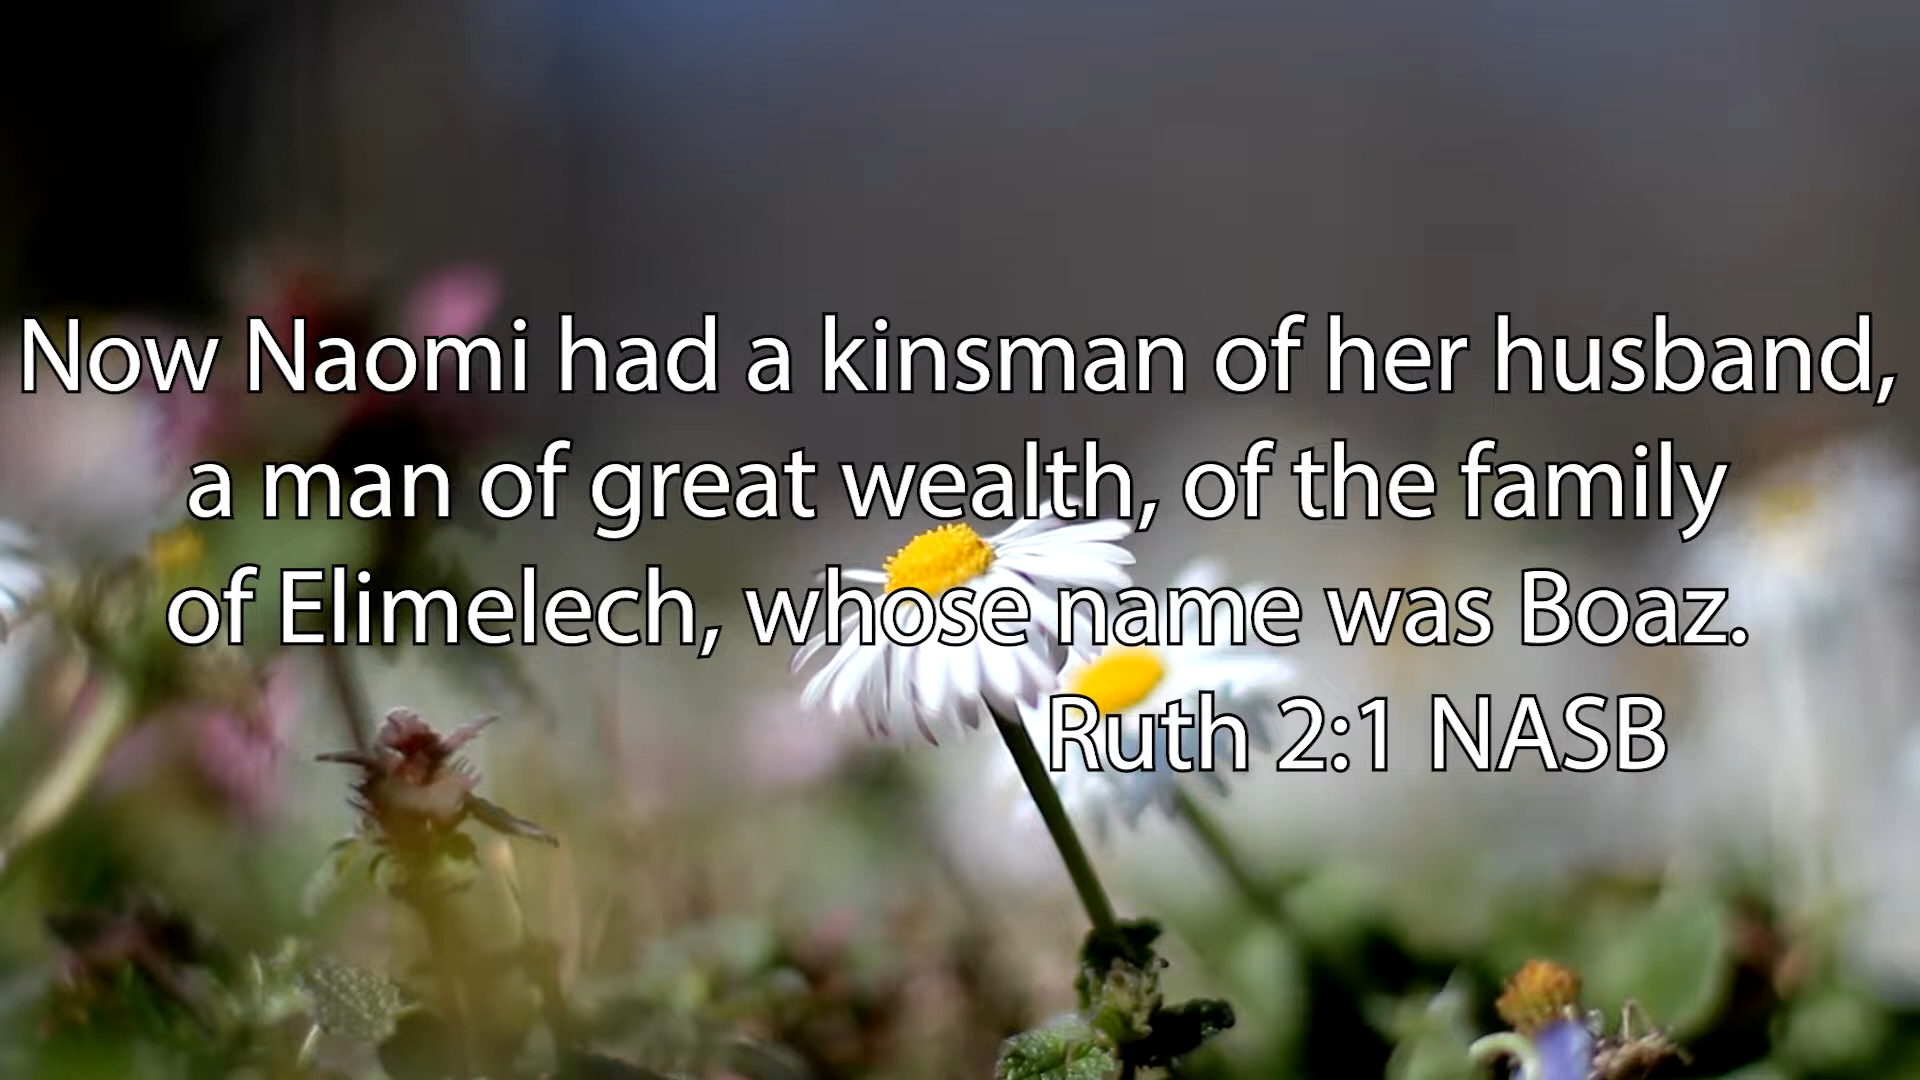 Now Naomi had a kinsman of her husband,
a man of great wealth, of the family
of Elimelech, whose name was Boaz.
Ruth 2:1 NASB